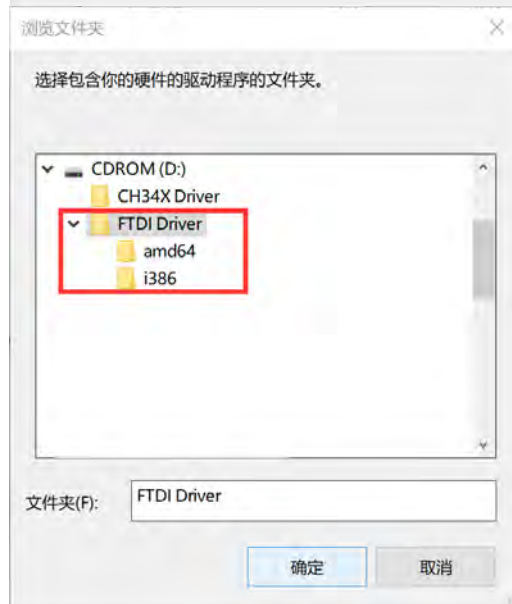 浏览文件夹
选择包含你的硬件的驱动程序的文件夹。
CDROM (D:)
CH34X Driver
FTDI Driver
amd64
i386
文件夹(F): FTDI Driver
确定 取消